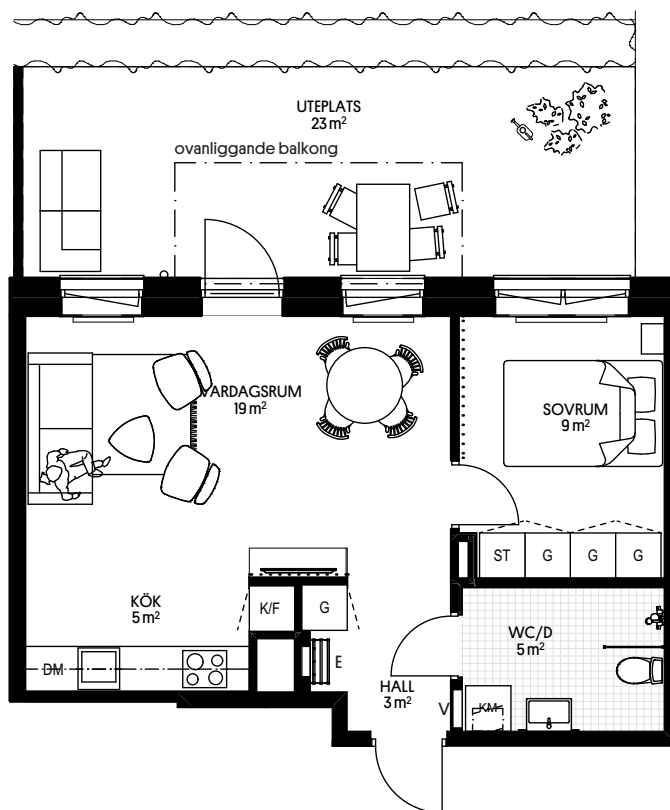 UTEPLATS
23 m²
ovanliggande balkong
VARDAGSRUM
19 m²
SOVRUM
9 m²
ST
G
G
G
K/F
G
KÖK
5 m²
WC/D
5 m²
DM
E
HALL
3 m²
V
KM